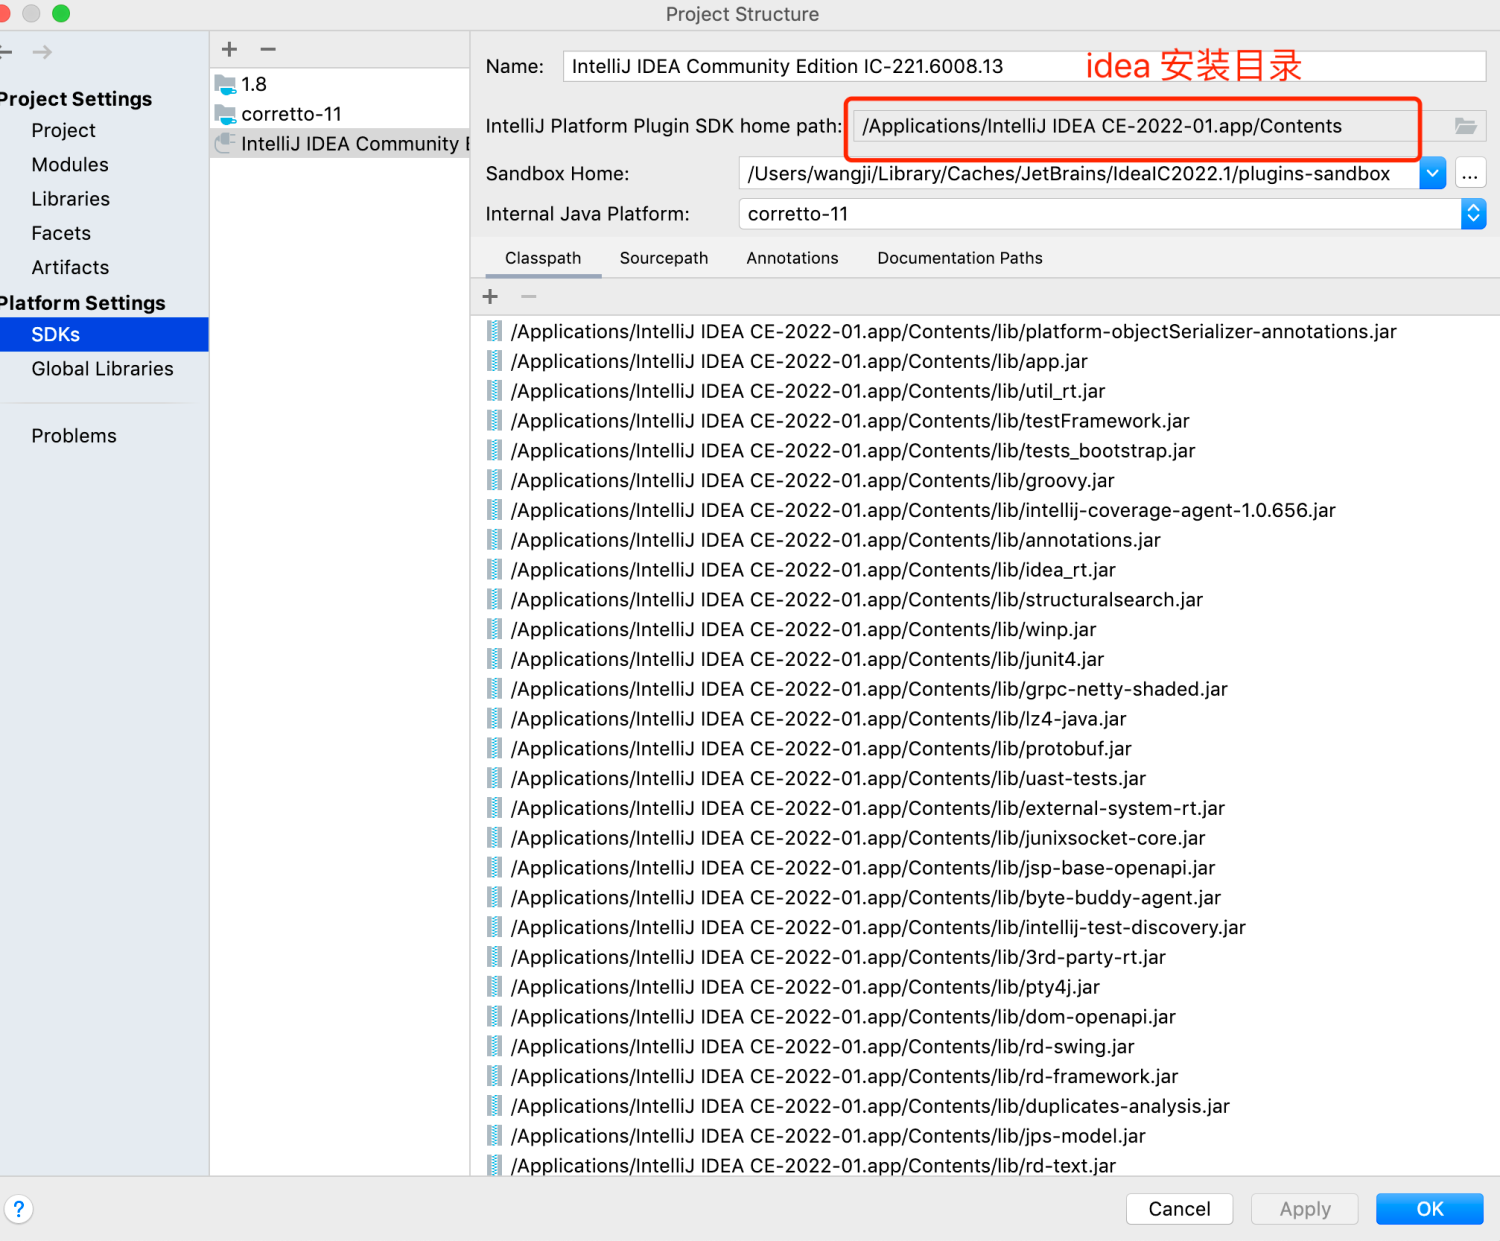 Project Structure
Project Settings
Project
Modules
Libraries
Facets
Artifacts
Platform Settings
SDKs
Global Libraries
Problems
1.8
corretto-11
IntelliJ IDEA Community E
Name: IntelliJ IDEA Community Edition IC-221.6008.13
idea 安装目录
IntelliJ Platform Plugin SDK home path: /Applications/IntelliJ IDEA CE-2022-01.app/Contents
Sandbox Home: /Users/wangji/Library/Caches/JetBrains/IdeaIC2022.1/plugins-sandbox ...
Internal Java Platform: corretto-11
Classpath Sourcepath Annotations Documentation Paths
/Applications/IntelliJ IDEA CE-2022-01.app/Contents/lib/platform-objectSerializer-annotations.jar
/Applications/IntelliJ IDEA CE-2022-01.app/Contents/lib/app.jar
/Applications/IntelliJ IDEA CE-2022-01.app/Contents/lib/util_rt.jar
/Applications/IntelliJ IDEA CE-2022-01.app/Contents/lib/testFramework.jar
/Applications/IntelliJ IDEA CE-2022-01.app/Contents/lib/tests_bootstrap.jar
/Applications/IntelliJ IDEA CE-2022-01.app/Contents/lib/groovy.jar
/Applications/IntelliJ IDEA CE-2022-01.app/Contents/lib/intellij-coverage-agent-1.0.656.jar
/Applications/IntelliJ IDEA CE-2022-01.app/Contents/lib/annotations.jar
/Applications/IntelliJ IDEA CE-2022-01.app/Contents/lib/idea_rt.jar
/Applications/IntelliJ IDEA CE-2022-01.app/Contents/lib/structuralsearch.jar
/Applications/IntelliJ IDEA CE-2022-01.app/Contents/lib/winp.jar
/Applications/IntelliJ IDEA CE-2022-01.app/Contents/lib/junit4.jar
/Applications/IntelliJ IDEA CE-2022-01.app/Contents/lib/grpc-netty-shaded.jar
/Applications/IntelliJ IDEA CE-2022-01.app/Contents/lib/lz4-java.jar
/Applications/IntelliJ IDEA CE-2022-01.app/Contents/lib/protobuf.jar
/Applications/IntelliJ IDEA CE-2022-01.app/Contents/lib/uast-tests.jar
/Applications/IntelliJ IDEA CE-2022-01.app/Contents/lib/external-system-rt.jar
/Applications/IntelliJ IDEA CE-2022-01.app/Contents/lib/junixsocket-core.jar
/Applications/IntelliJ IDEA CE-2022-01.app/Contents/lib/jsp-base-openapi.jar
/Applications/IntelliJ IDEA CE-2022-01.app/Contents/lib/byte-buddy-agent.jar
/Applications/IntelliJ IDEA CE-2022-01.app/Contents/lib/intellij-test-discovery.jar
/Applications/IntelliJ IDEA CE-2022-01.app/Contents/lib/3rd-party-rt.jar
/Applications/IntelliJ IDEA CE-2022-01.app/Contents/lib/pty4j.jar
/Applications/IntelliJ IDEA CE-2022-01.app/Contents/lib/dom-openapi.jar
/Applications/IntelliJ IDEA CE-2022-01.app/Contents/lib/rd-swing.jar
/Applications/IntelliJ IDEA CE-2022-01.app/Contents/lib/rd-framework.jar
/Applications/IntelliJ IDEA CE-2022-01.app/Contents/lib/duplicates-analysis.jar
/Applications/IntelliJ IDEA CE-2022-01.app/Contents/lib/jps-model.jar
/Applications/IntelliJ IDEA CE-2022-01.app/Contents/lib/rd-text.jar
? Cancel Apply OK